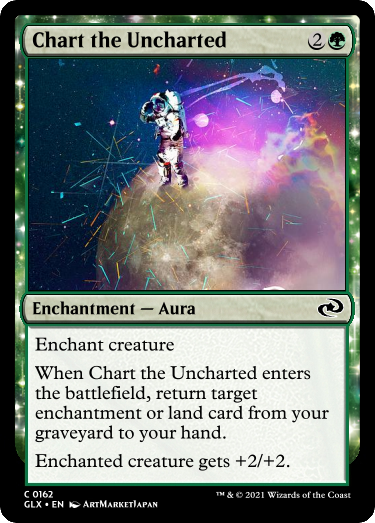 Chart the Uncharted 2
Enchantment — Aura
Enchant creature
When Chart the Uncharted enters
the battlefield, return target
enchantment or land card from your
graveyard to your hand.
Enchanted creature gets +2/+2.
C 0162
GLX • EN ArtMarketJapan
™ & © 2021 Wizards of the Coast